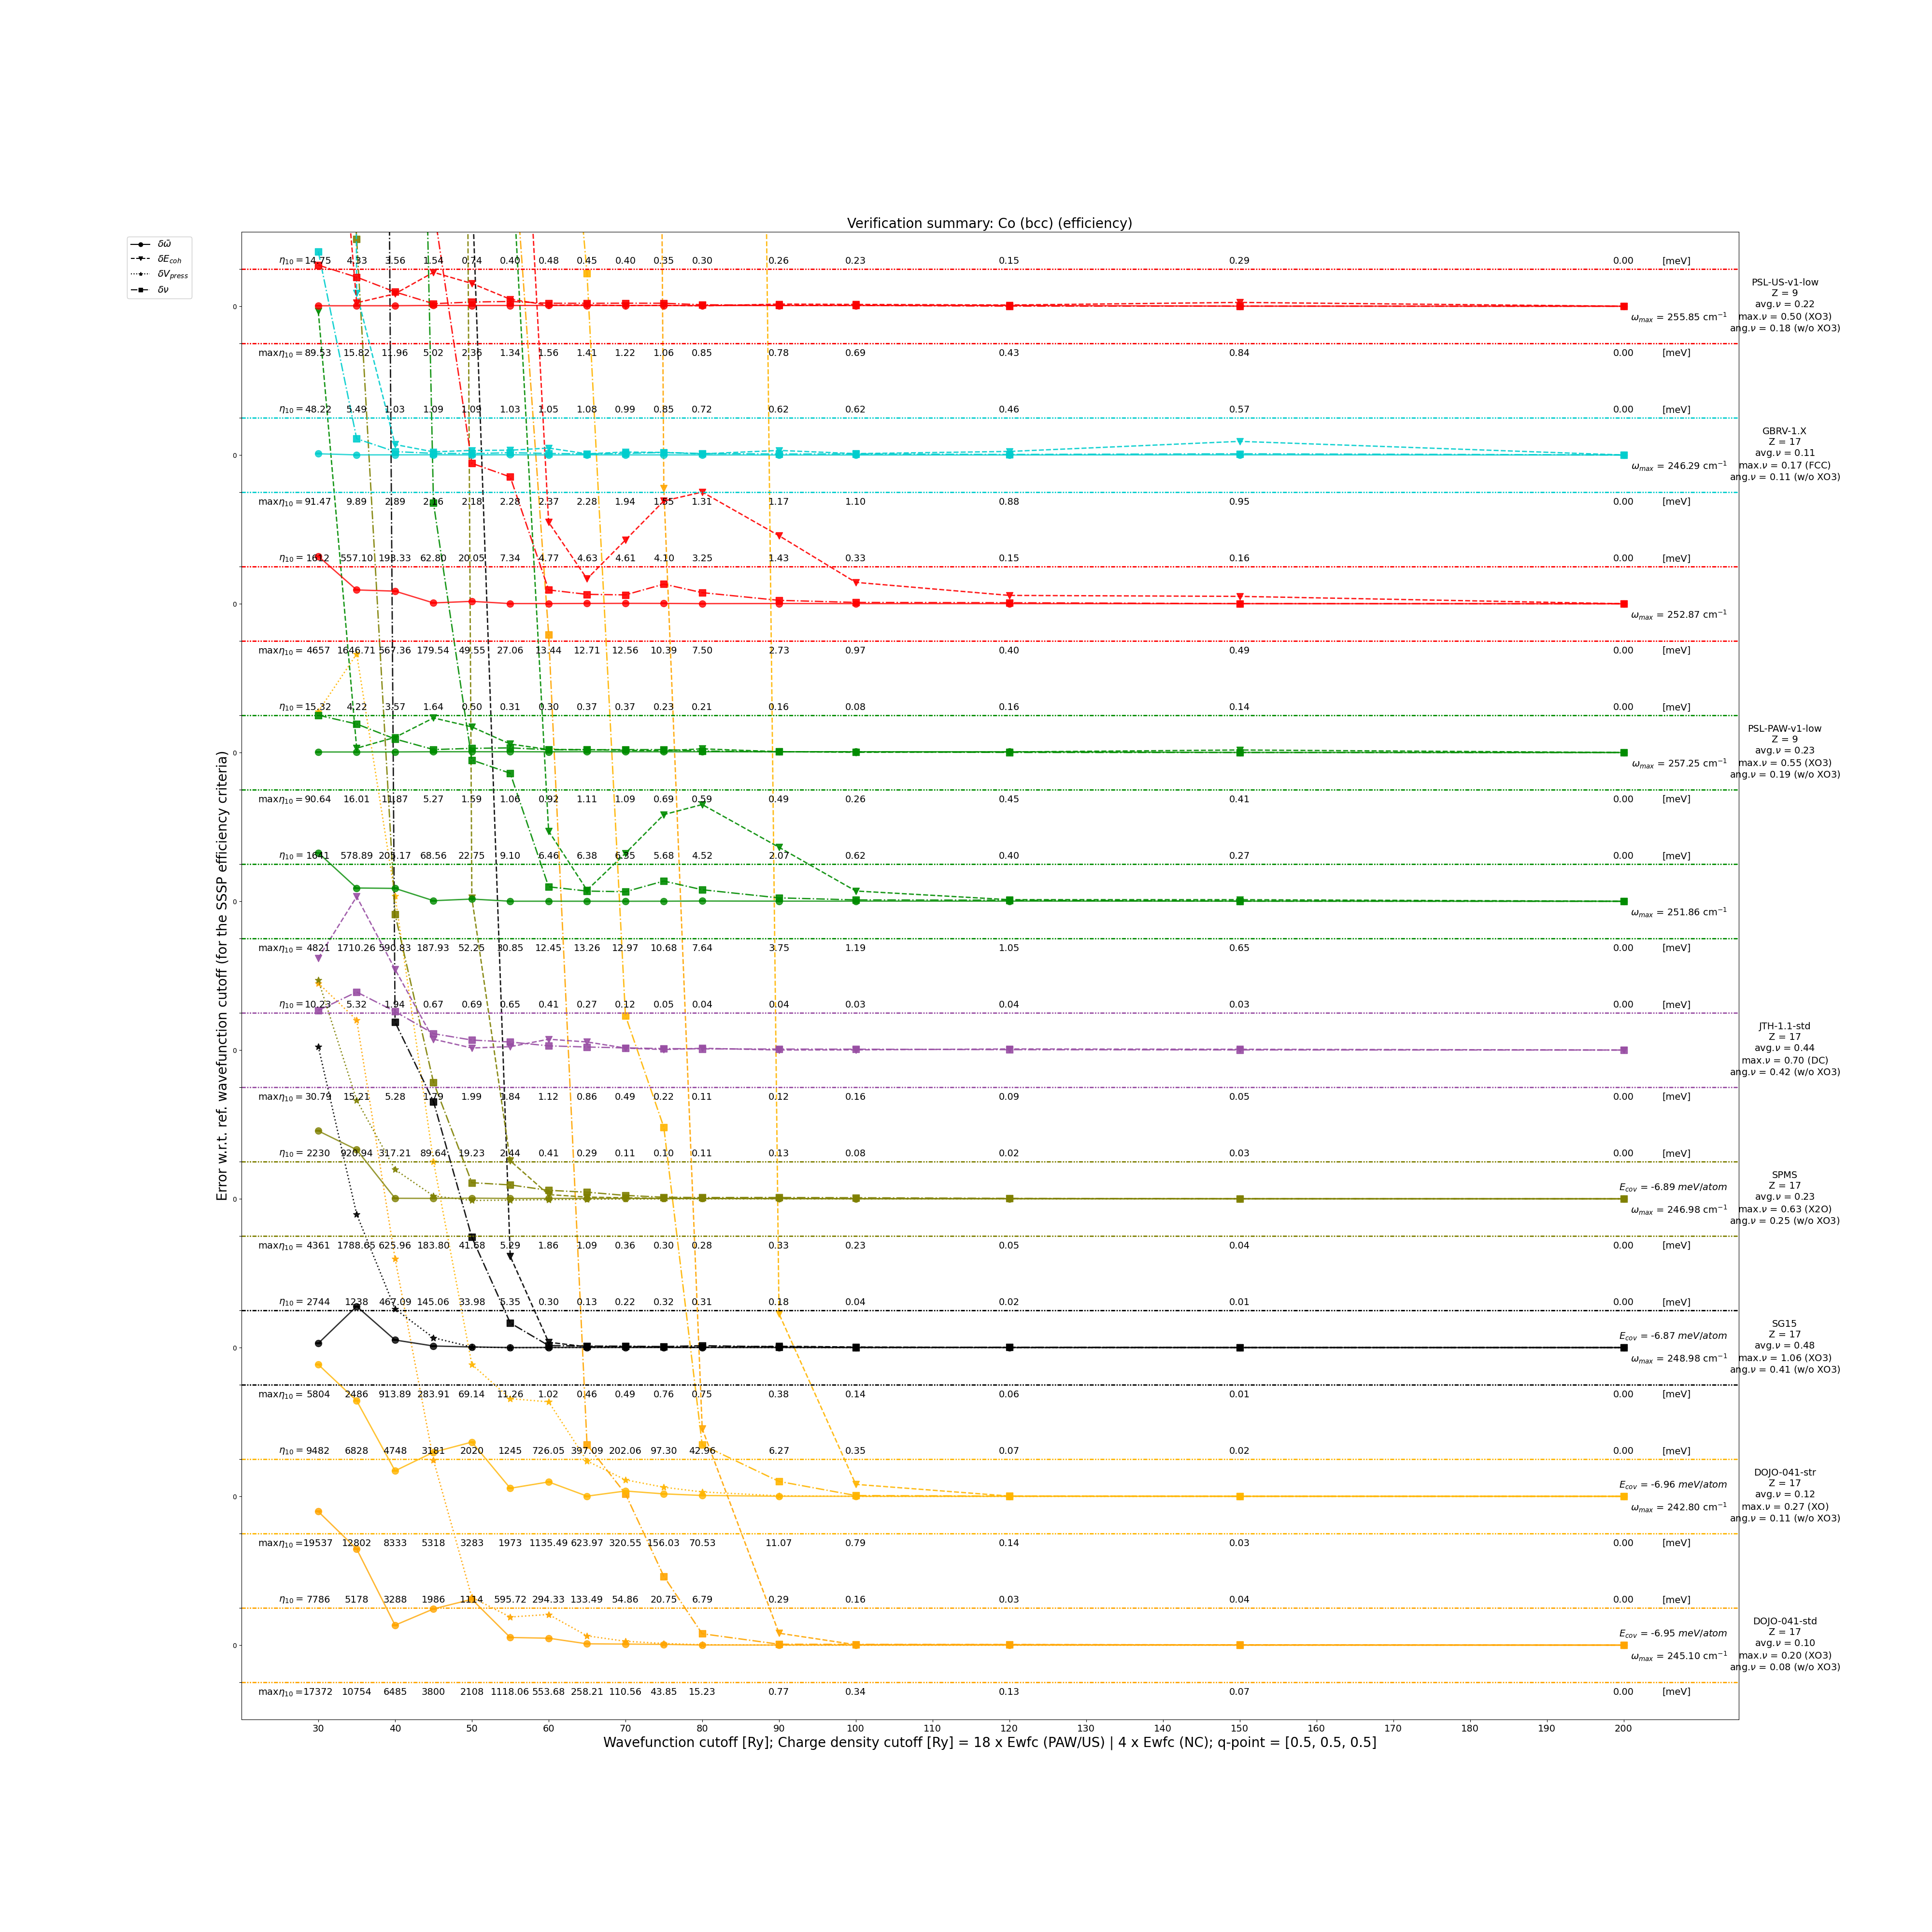 Verification summary: Co (bcc) (efficiency)
δω̄
δE_coh
δV_press
δν
Error w.r.t. ref. wavefunction cutoff (for the SSSP efficiency criteria)
η₁₀ = 14.75 4.33 3.56 1.54 0.74 0.40 0.48 0.45 0.40 0.35 0.30 0.26 0.23 0.15 0.29 0.00 [meV]
0
ω_max = 255.85 cm⁻¹
PSL-US-v1-low
Z = 9
avg.ν = 0.22
max.ν = 0.50 (XO3)
ang.ν = 0.18 (w/o XO3)
maxη₁₀ = 89.53 15.82 11.96 5.02 2.35 1.34 1.56 1.41 1.22 1.06 0.85 0.78 0.69 0.43 0.84 0.00 [meV]
η₁₀ = 48.22 5.49 1.03 1.09 1.09 1.03 1.05 1.08 0.99 0.85 0.72 0.62 0.62 0.46 0.57 0.00 [meV]
0
ω_max = 246.29 cm⁻¹
GBRV-1.X
Z = 17
avg.ν = 0.11
max.ν = 0.17 (FCC)
ang.ν = 0.11 (w/o XO3)
maxη₁₀ = 91.47 9.89 2.89 2.18 2.28 2.37 2.28 1.94 1.31 1.17 1.10 0.88 0.95 0.00 [meV]
η₁₀ = 1612 557.10 193.33 62.80 20.05 7.34 4.77 4.63 4.61 4.10 3.25 1.43 0.33 0.15 0.16 0.00 [meV]
0
ω_max = 252.87 cm⁻¹
maxη₁₀ = 4657 1646.71 567.36 179.54 49.55 27.06 13.44 12.71 12.56 10.39 7.50 2.73 0.97 0.40 0.49 0.00 [meV]
η₁₀ = 15.32 4.22 3.57 1.64 0.50 0.31 0.30 0.37 0.37 0.23 0.21 0.16 0.08 0.16 0.14 0.00 [meV]
0
ω_max = 257.25 cm⁻¹
PSL-PAW-v1-low
Z = 9
avg.ν = 0.23
max.ν = 0.55 (XO3)
ang.ν = 0.19 (w/o XO3)
maxη₁₀ = 90.64 16.01 11.87 5.27 1.59 1.06 0.92 1.11 1.09 0.69 0.59 0.49 0.26 0.45 0.41 0.00 [meV]
η₁₀ = 1641 578.89 205.17 68.56 22.75 9.10 6.46 6.38 6.35 5.68 4.52 2.07 0.62 0.40 0.27 0.00 [meV]
0
ω_max = 251.86 cm⁻¹
maxη₁₀ = 4821 1710.26 590.83 187.93 52.25 30.85 12.45 13.26 12.97 10.68 7.64 3.75 1.19 1.05 0.65 0.00 [meV]
η₁₀ = 10.23 5.32 1.94 0.67 0.69 0.65 0.41 0.27 0.12 0.05 0.04 0.04 0.03 0.04 0.03 0.00 [meV]
0
JTH-1.1-std
Z = 17
avg.ν = 0.44
max.ν = 0.70 (DC)
ang.ν = 0.42 (w/o XO3)
maxη₁₀ = 30.79 15.21 5.28 1.79 1.99 1.84 1.12 0.86 0.49 0.22 0.11 0.12 0.16 0.09 0.05 0.00 [meV]
η₁₀ = 2230 920.94 317.21 89.64 19.23 2.44 0.41 0.29 0.11 0.10 0.11 0.13 0.08 0.02 0.03 0.00 [meV]
0
E_cov = -6.89 meV/atom
ω_max = 246.98 cm⁻¹
SPMS
Z = 17
avg.ν = 0.23
max.ν = 0.63 (X2O)
ang.ν = 0.25 (w/o XO3)
maxη₁₀ = 4361 1788.65 625.96 183.80 41.68 5.29 1.86 1.09 0.36 0.30 0.28 0.33 0.23 0.05 0.04 0.00 [meV]
η₁₀ = 2744 1238 467.09 145.06 33.98 5.35 0.30 0.13 0.22 0.32 0.31 0.18 0.04 0.02 0.01 0.00 [meV]
0
E_cov = -6.87 meV/atom
ω_max = 248.98 cm⁻¹
SG15
Z = 17
avg.ν = 0.48
max.ν = 1.06 (XO3)
ang.ν = 0.41 (w/o XO3)
maxη₁₀ = 5804 2486 913.89 283.91 69.14 11.26 1.02 0.46 0.49 0.76 0.75 0.38 0.14 0.06 0.01 0.00 [meV]
η₁₀ = 9482 6828 4748 3181 2020 1245 726.05 397.09 202.06 97.30 42.96 6.27 0.35 0.07 0.02 0.00 [meV]
0
E_cov = -6.96 meV/atom
ω_max = 242.80 cm⁻¹
DOJO-041-str
Z = 17
avg.ν = 0.12
max.ν = 0.27 (XO)
ang.ν = 0.11 (w/o XO3)
maxη₁₀ = 19537 12802 8333 5318 3283 1973 1135.49 623.97 320.55 156.03 70.53 11.07 0.79 0.14 0.03 0.00 [meV]
η₁₀ = 7786 5178 3288 1986 1114 595.72 294.33 133.49 54.86 20.75 6.79 0.29 0.16 0.03 0.04 0.00 [meV]
0
E_cov = -6.95 meV/atom
ω_max = 245.10 cm⁻¹
DOJO-041-std
Z = 17
avg.ν = 0.10
max.ν = 0.20 (XO3)
ang.ν = 0.08 (w/o XO3)
maxη₁₀ = 17372 10754 6485 3800 2108 1118.06 553.68 258.21 110.56 43.85 15.23 0.77 0.34 0.13 0.07 0.00 [meV]
30 40 50 60 70 80 90 100 110 120 130 140 150 160 170 180 190 200
Wavefunction cutoff [Ry]; Charge density cutoff [Ry] = 18 x Ewfc (PAW/US) | 4 x Ewfc (NC); q-point = [0.5, 0.5, 0.5]